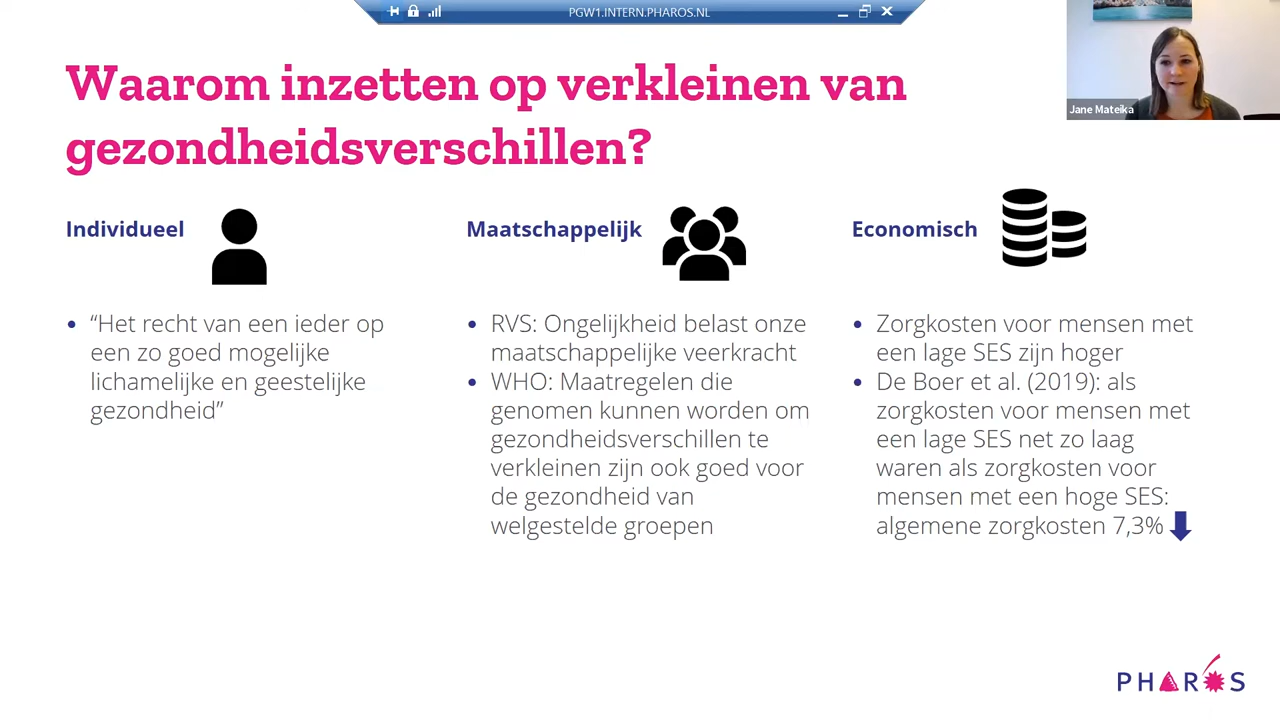 PGW1.INTERN.PHAROS.NL
Waarom inzetten op verkleinen van
gezondheidsverschillen?
Jane Mateika
Individueel
“Het recht van een ieder op
een zo goed mogelijke
lichamelijke en geestelijke
gezondheid”
Maatschappelijk
RVS: Ongelijkheid belast onze
maatschappelijke veerkracht
WHO: Maatregelen die
genomen kunnen worden om
gezondheidsverschillen te
verkleinen zijn ook goed voor
de gezondheid van
welgestelde groepen
Economisch
Zorgkosten voor mensen met
een lage SES zijn hoger
De Boer et al. (2019): als
zorgkosten voor mensen met
een lage SES net zo laag
waren als zorgkosten voor
mensen met een hoge SES:
algemene zorgkosten 7,3%
PHAROS